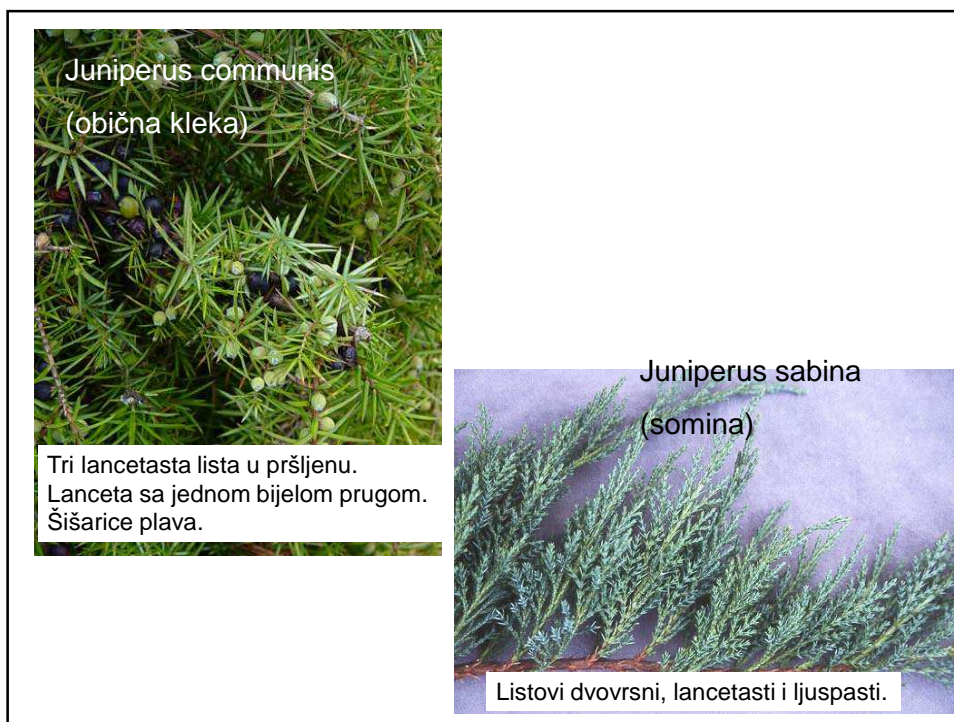 Juniperus communis
(obična kleka)
Tri lancetasta lista u pršljenu.
Lanceta sa jednom bijelom prugom.
Šišarice plava.
Juniperus sabina
(somina)
Listovi dvovrsni, lancetasti i ljuspasti.